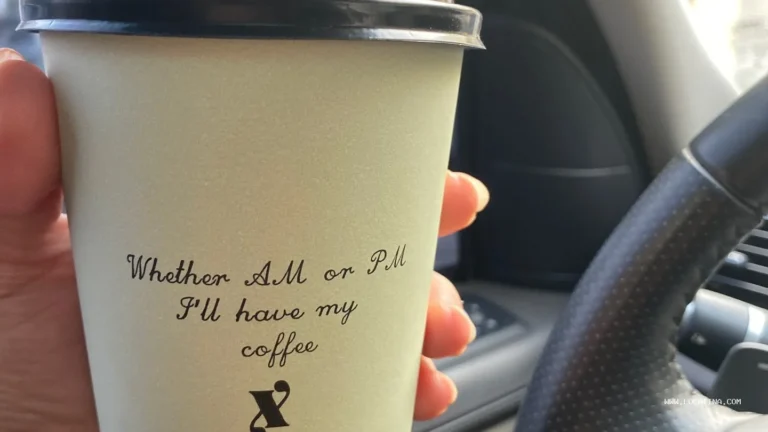 Whether AM or PM
I'll have my
coffee
x